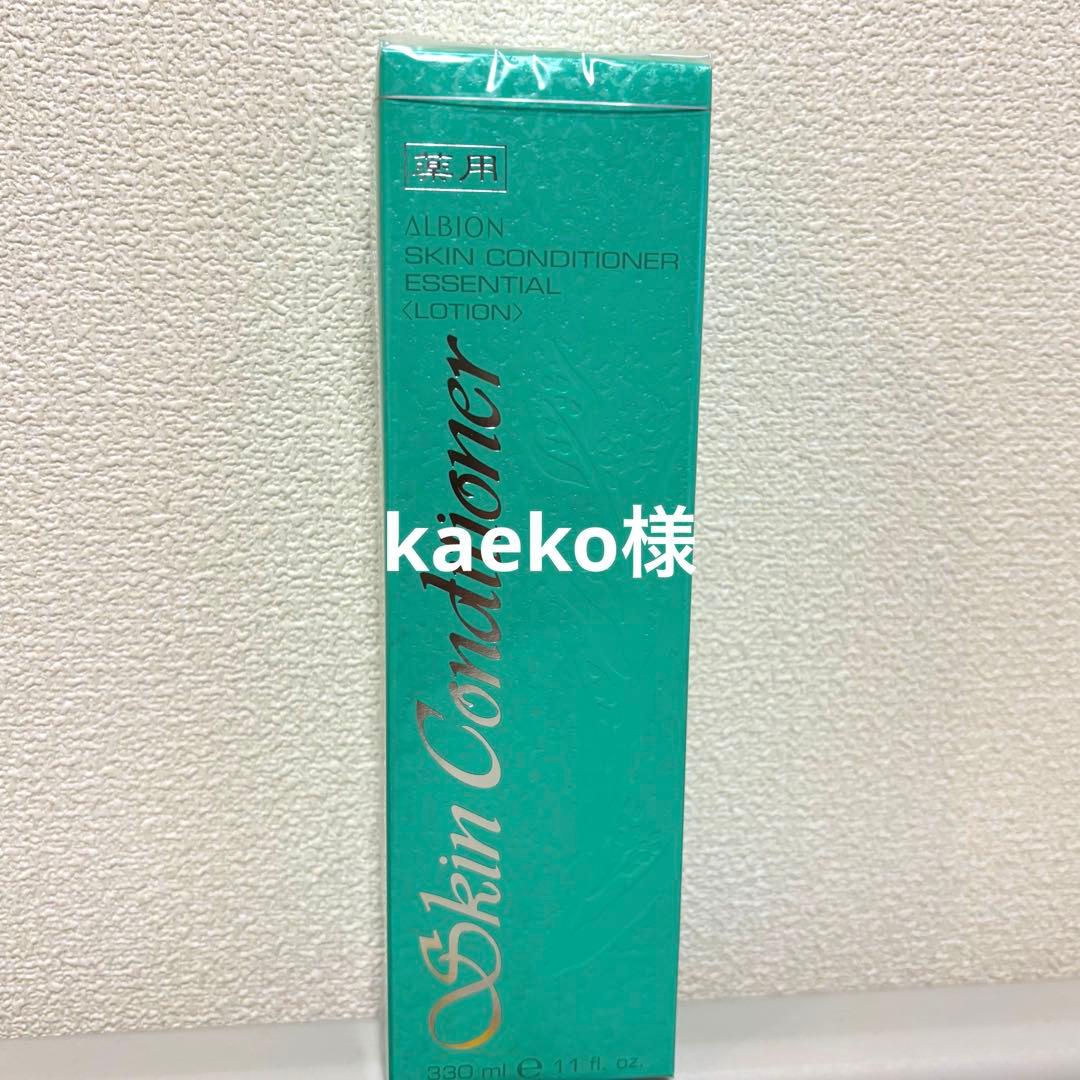 薬用
ALBION
SKIN CONDITIONER
ESSENTIAL
〈LOTION〉
Skin Conditioner
kaeko様
330 ml e 11 fl. oz.